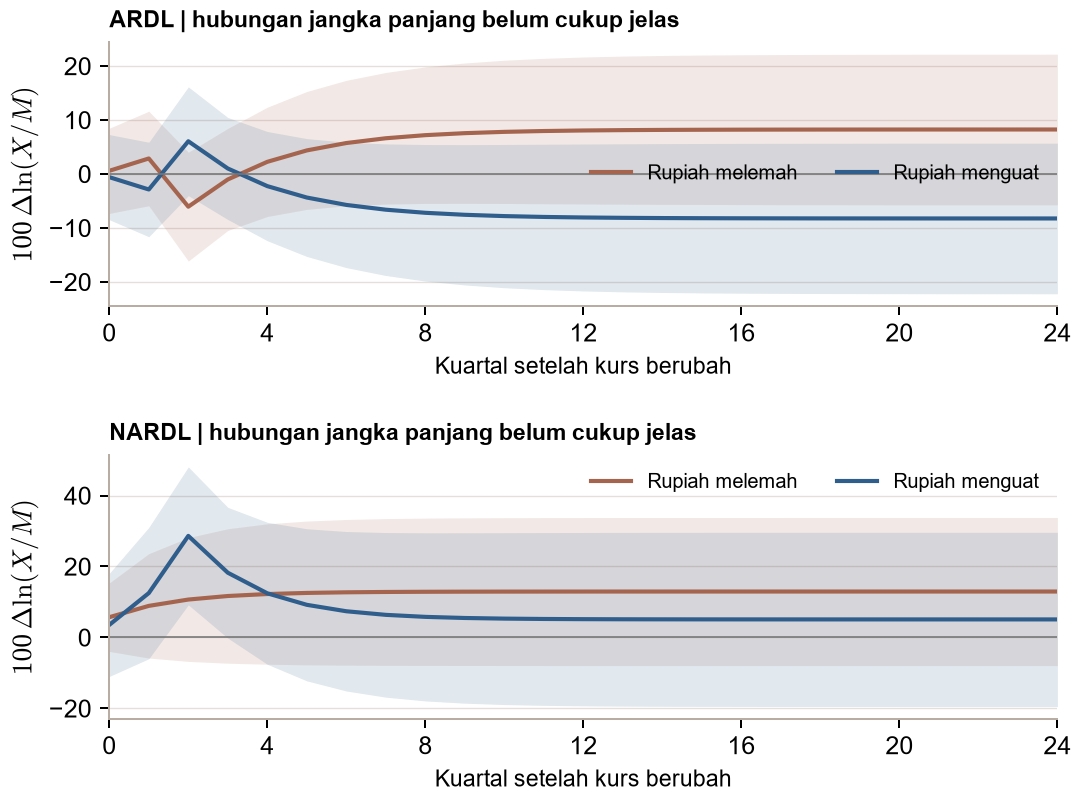 ARDL | hubungan jangka panjang belum cukup jelas
100 Δln(X/M)
20
10
0
−10
−20
Rupiah melemah Rupiah menguat
0 4 8 12 16 20 24
Kuartal setelah kurs berubah
NARDL | hubungan jangka panjang belum cukup jelas
100 Δln(X/M)
Rupiah melemah Rupiah menguat
40
20
0
−20
0 4 8 12 16 20 24
Kuartal setelah kurs berubah